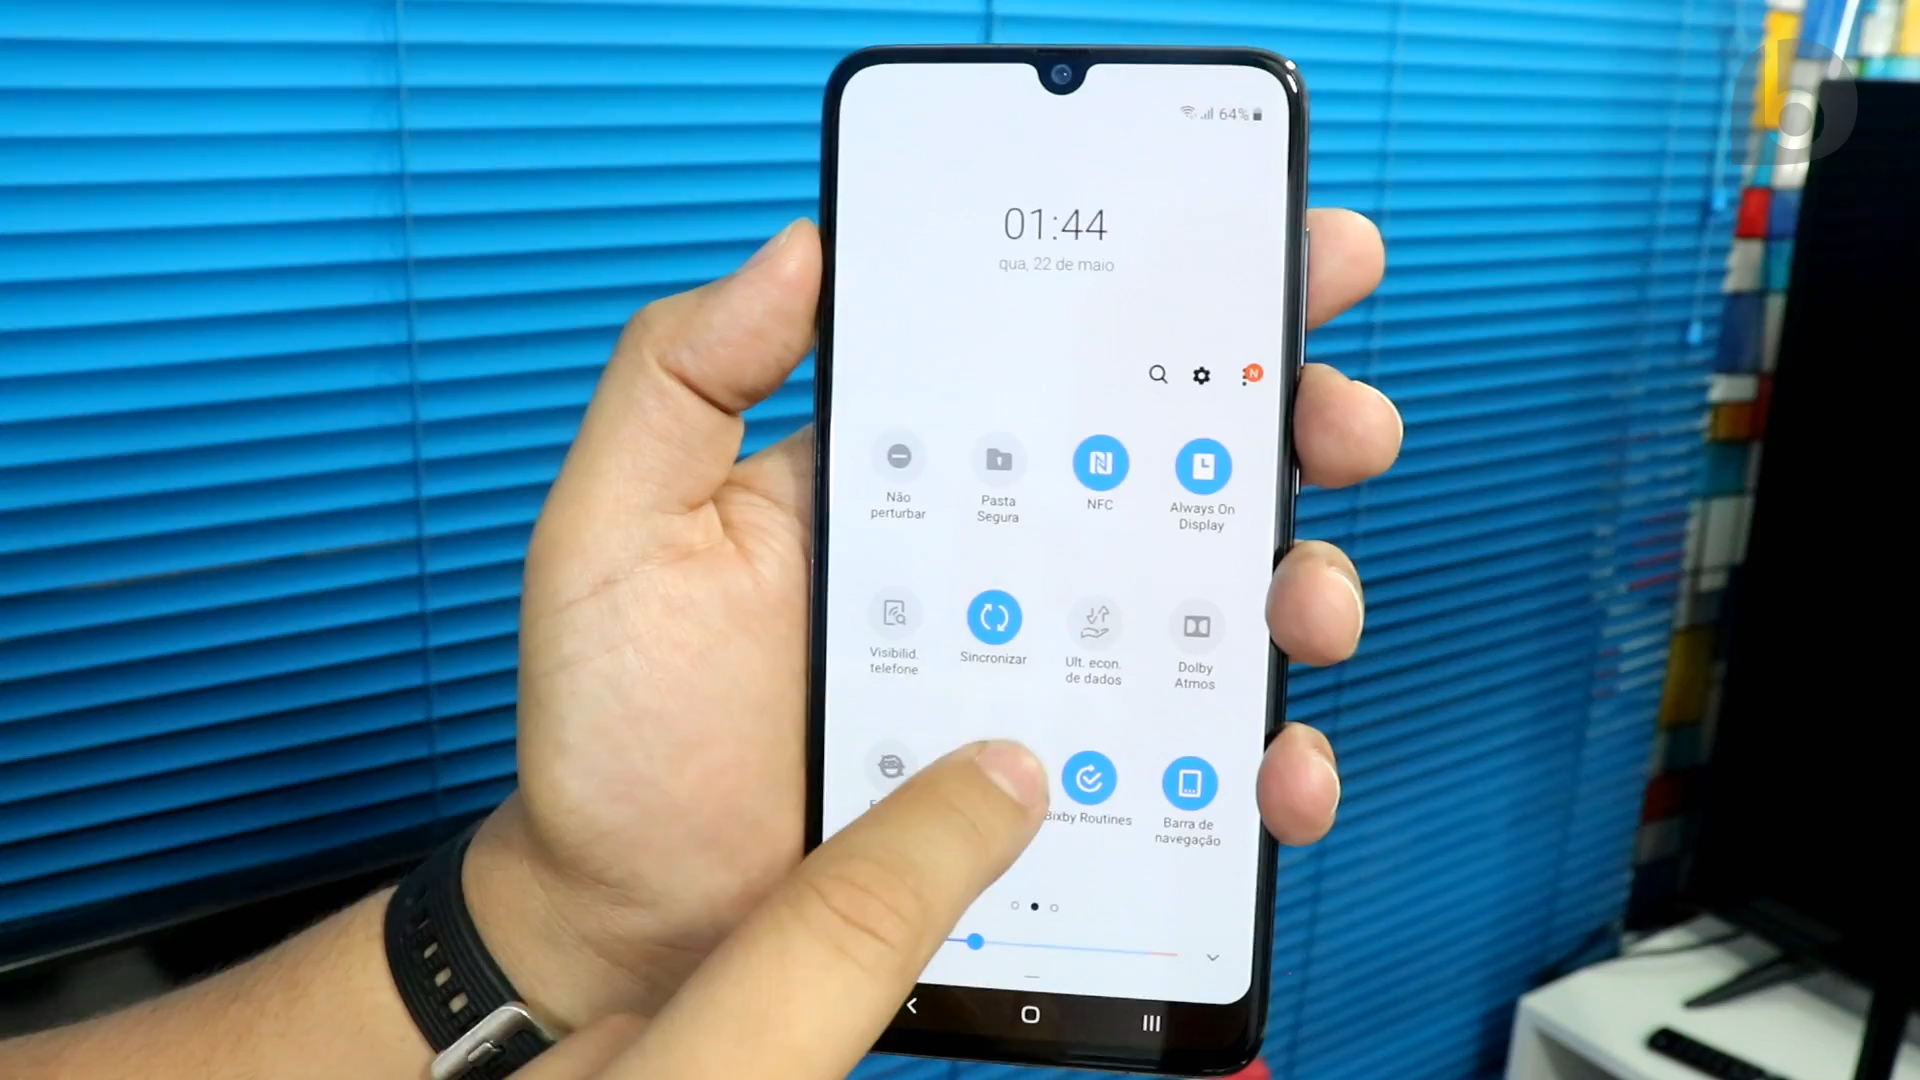 64%
01:44
qua, 22 de maio
N
Não
perturbar
Pasta
Segura
NFC
Always On
Display
Visibilid.
telefone
Sincronizar
Ult. econ.
de dados
Dolby
Atmos
Bixby Routines
Barra de
navegação
b